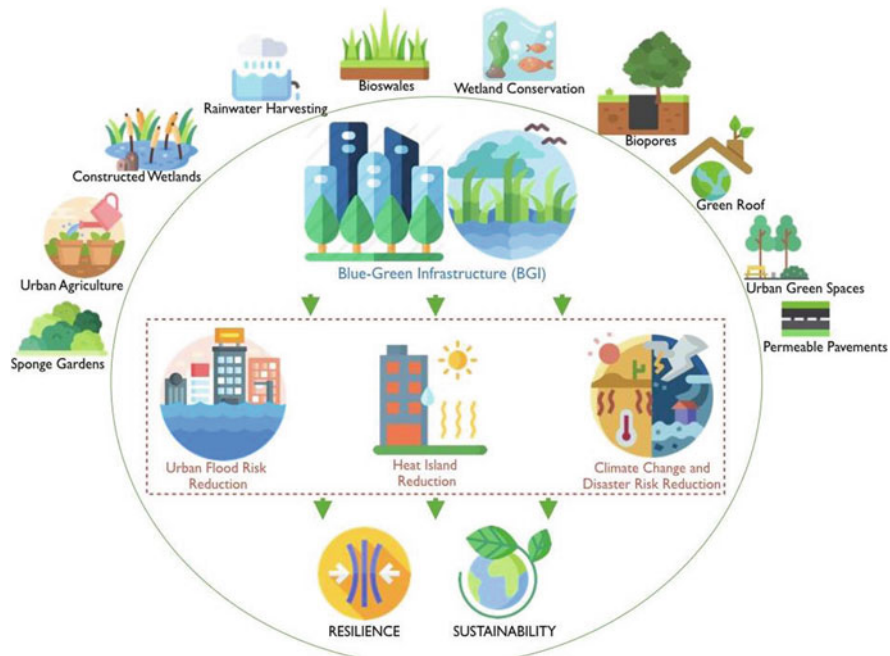 Bioswales
Wetland Conservation
Rainwater Harvesting
Biopores
Constructed Wetlands
Green Roof
Blue-Green Infrastructure (BGI)
Urban Agriculture
Urban Green Spaces
Sponge Gardens
Permeable Pavements
Urban Flood Risk
Reduction
Heat Island
Reduction
Climate Change and
Disaster Risk Reduction
RESILIENCE
SUSTAINABILITY